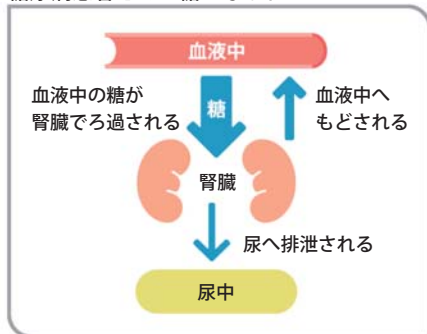 血液中
血液中の糖が
腎臓でろ過される
糖
血液中へ
もどされる
腎臓
尿へ排泄される
尿中